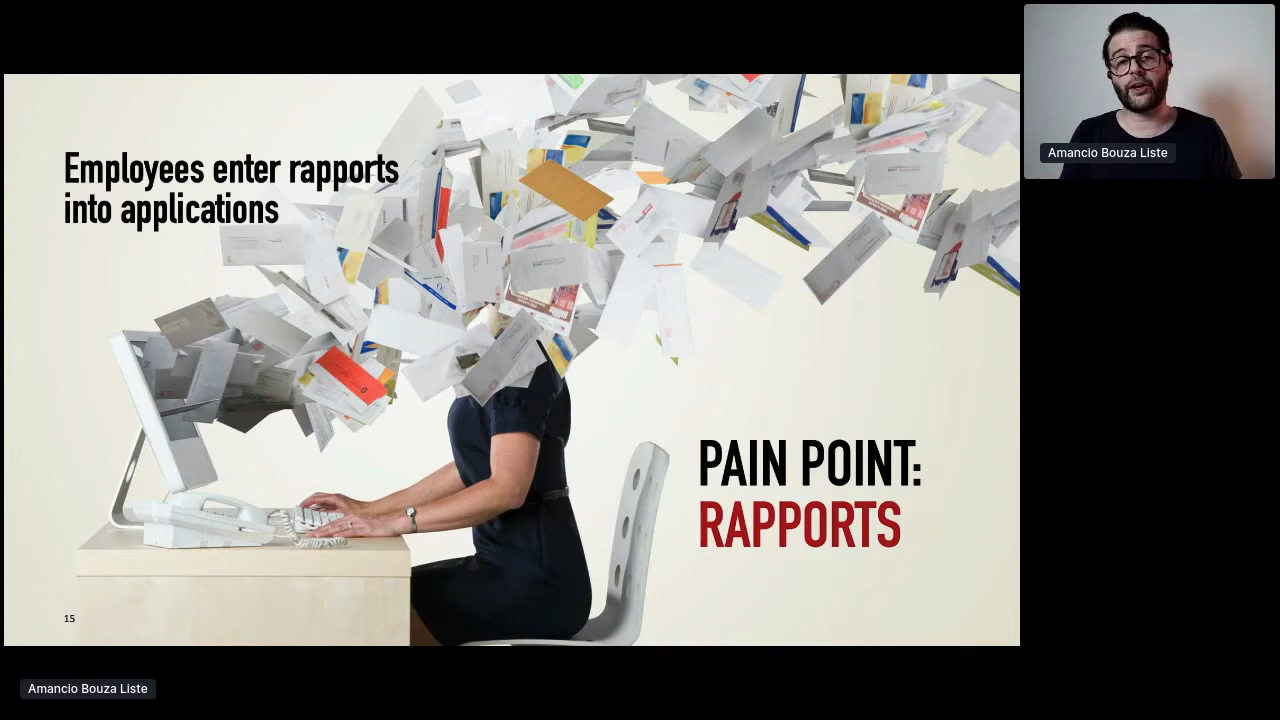 Employees enter rapports
into applications
PAIN POINT:
RAPPORTS
15
Amancio Bouza Liste
Amancio Bouza Liste